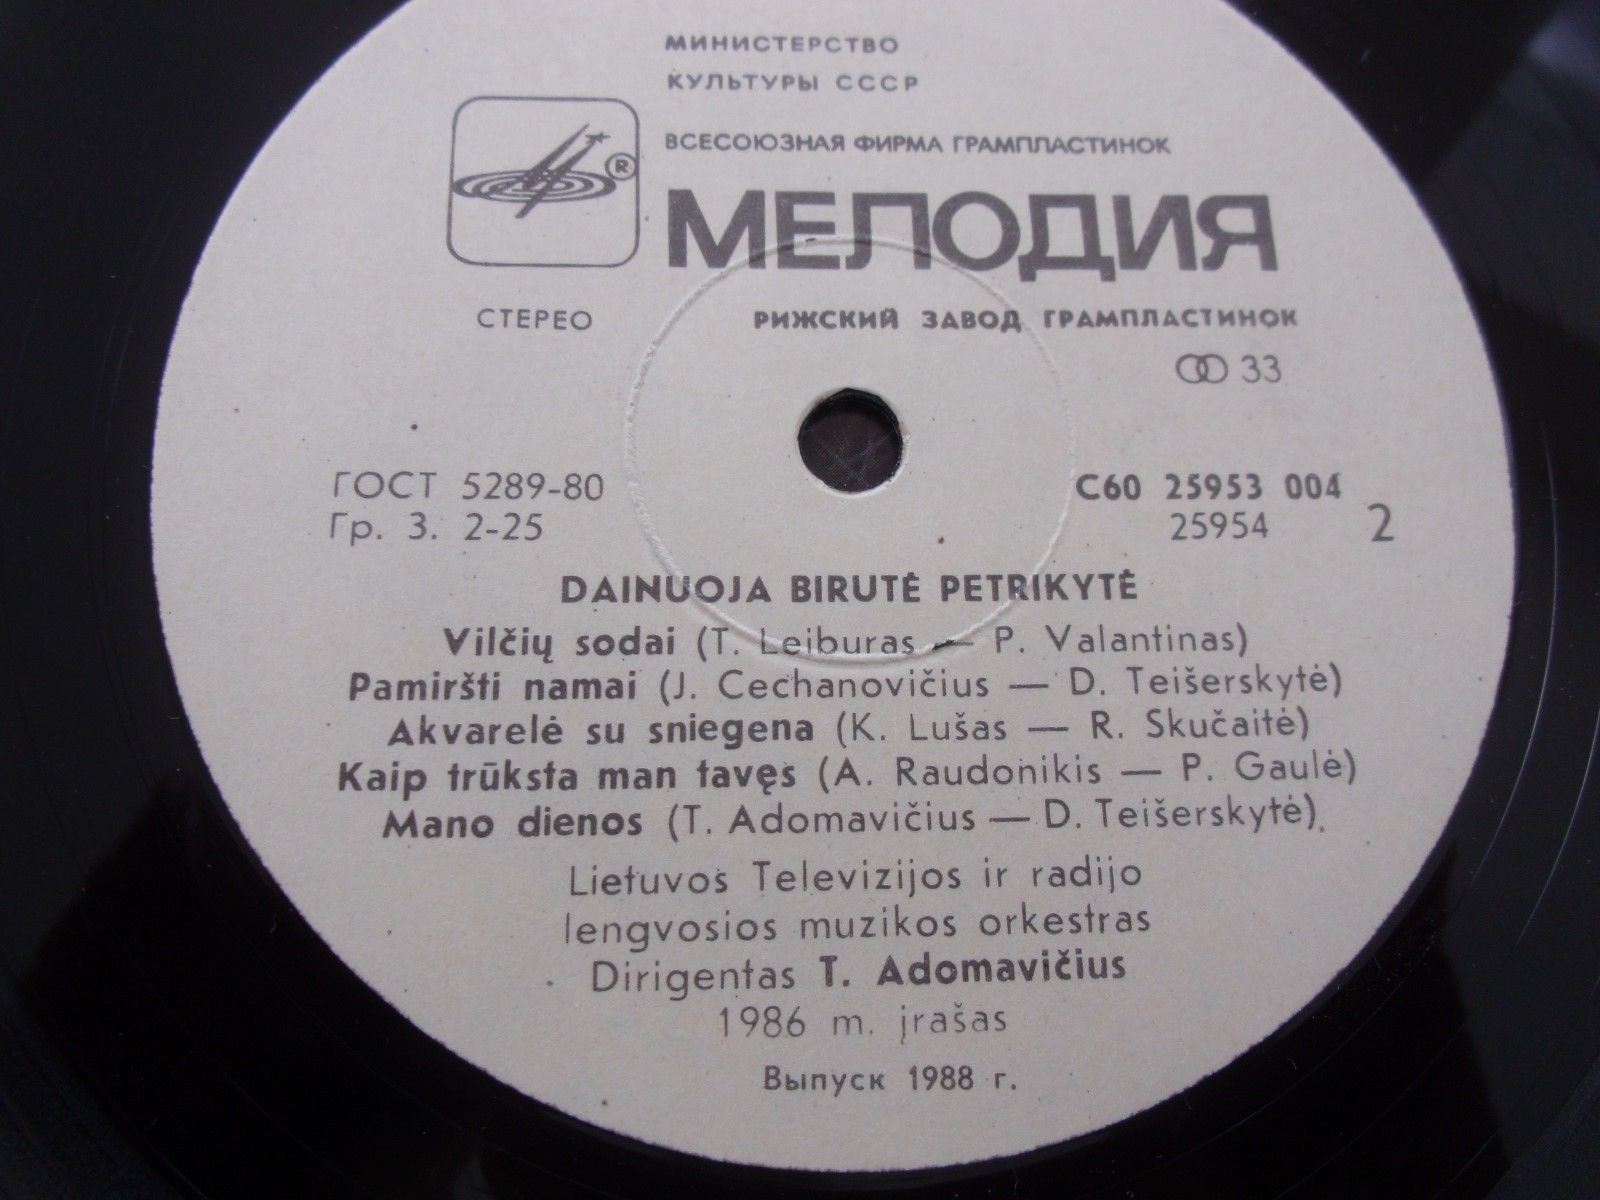 МИНИСТЕРСТВО
КУЛЬТУРЫ СССР
ВСЕСОЮЗНАЯ ФИРМА ГРАМПЛАСТИНОК
®
МЕЛОДИЯ
СТЕРЕО
РИЖСКИЙ ЗАВОД ГРАМПЛАСТИНОК
33
ГОСТ 5289-80
Гр. 3. 2-25
С60 25953 004
25954 2
DAINUOJA BIRUTĖ PETRIKYTĖ
Vilčių sodai (T. Leiburas — P. Valantinas)
Pamiršti namai (J. Cechanovičius — D. Teišerskytė)
Akvarelė su sniegena (K. Lušas — R. Skučaitė)
Kaip trūksta man tavęs (A. Raudonikis — P. Gaulė)
Mano dienos (T. Adomavičius — D. Teišerskytė).
Lietuvos Televizijos ir radijo
lengvosios muzikos orkestras
Dirigentas T. Adomavičius
1986 m. įrašas
Выпуск 1988 г.